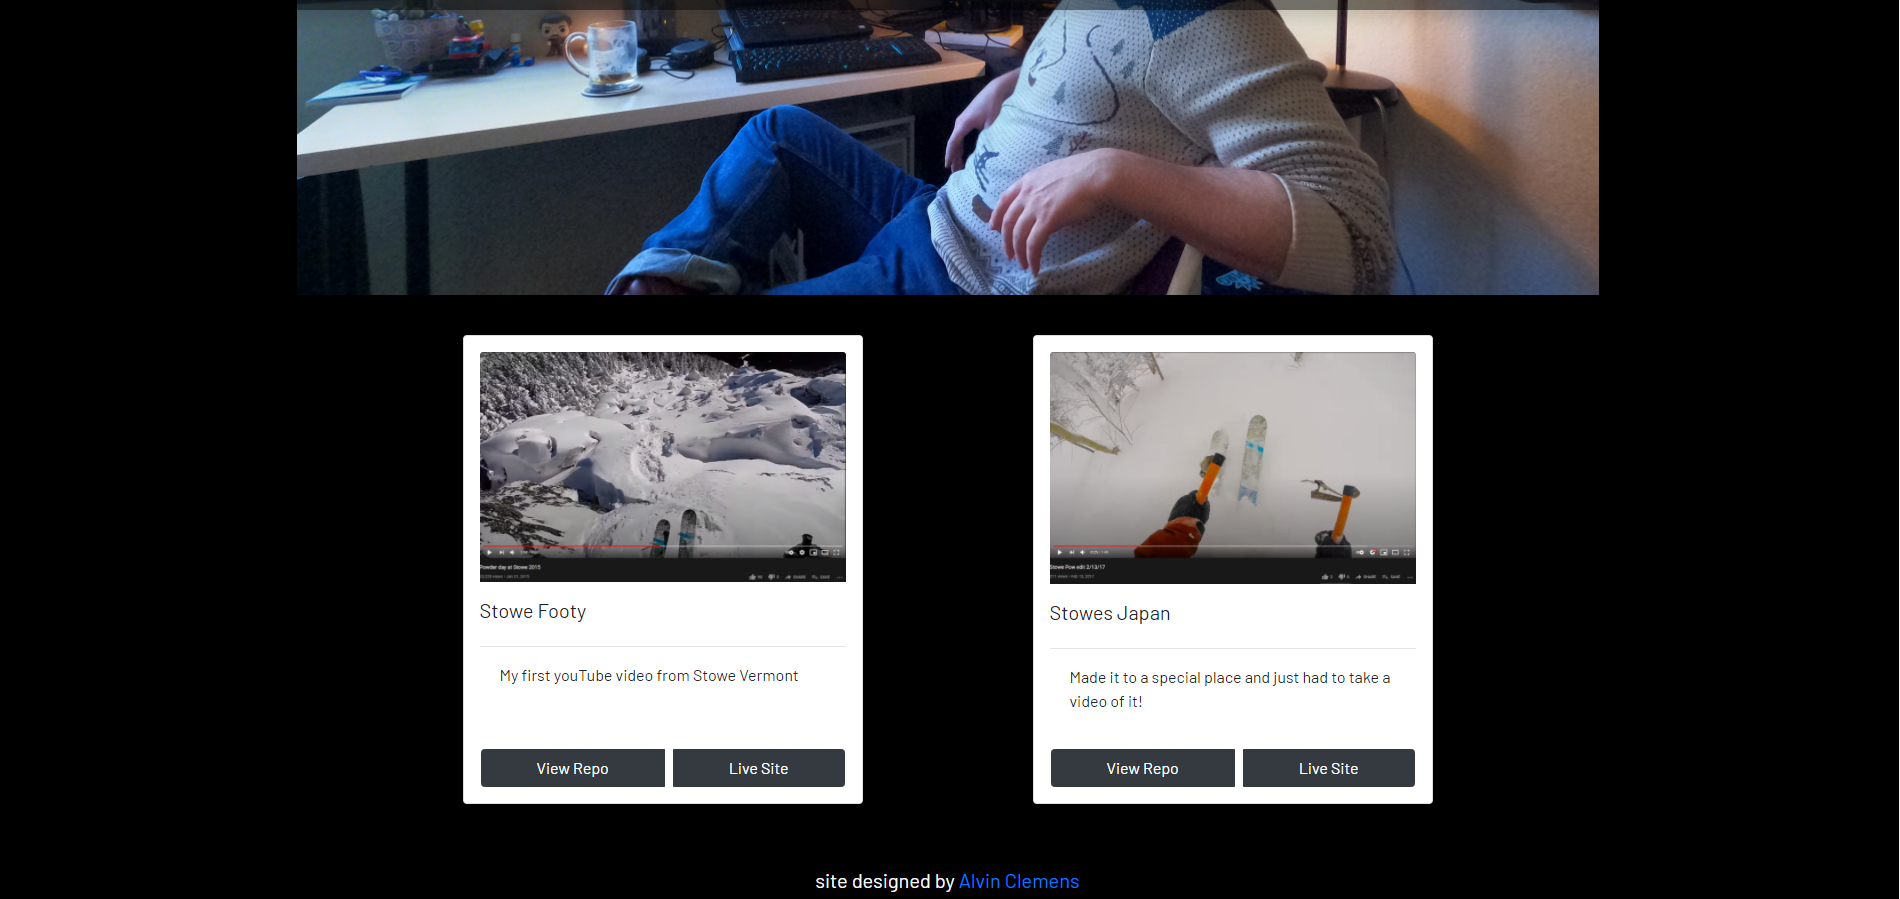 Powder day at Stowe 2015
Stowe Footy
My first youTube video from Stowe Vermont
View Repo
Live Site
Stowe Pow edit 2/13/17
Stowes Japan
Made it to a special place and just had to take a
video of it!
View Repo
Live Site
site designed by Alvin Clemens